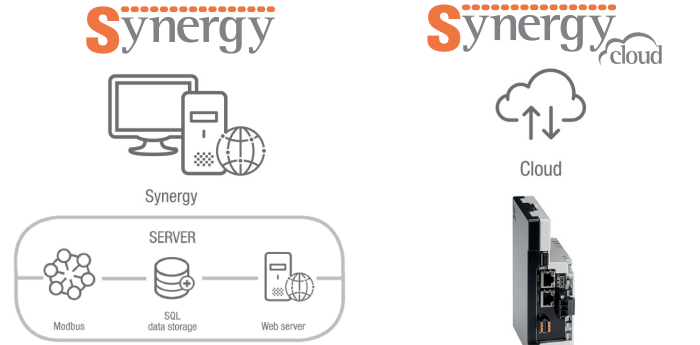 Synergy
Synergy cloud
Synergy
Cloud
SERVER
Modbus
SQL
data storage
Web server